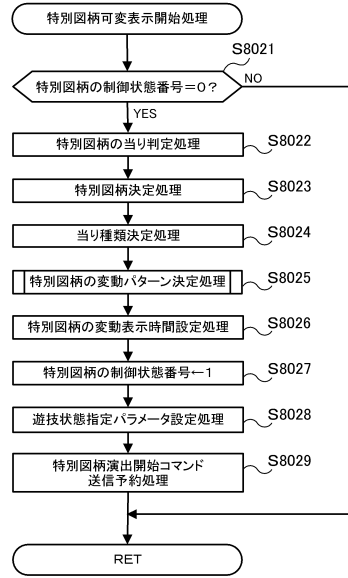 特別図柄可変表示開始処理
S8021
特別図柄の制御状態番号=0?
NO
YES
特別図柄の当り判定処理
S8022
特別図柄決定処理
S8023
当り種類決定処理
S8024
特別図柄の変動パターン決定処理
S8025
特別図柄の変動表示時間設定処理
S8026
特別図柄の制御状態番号←1
S8027
遊技状態指定パラメータ設定処理
S8028
特別図柄演出開始コマンド
送信予約処理
S8029
RET